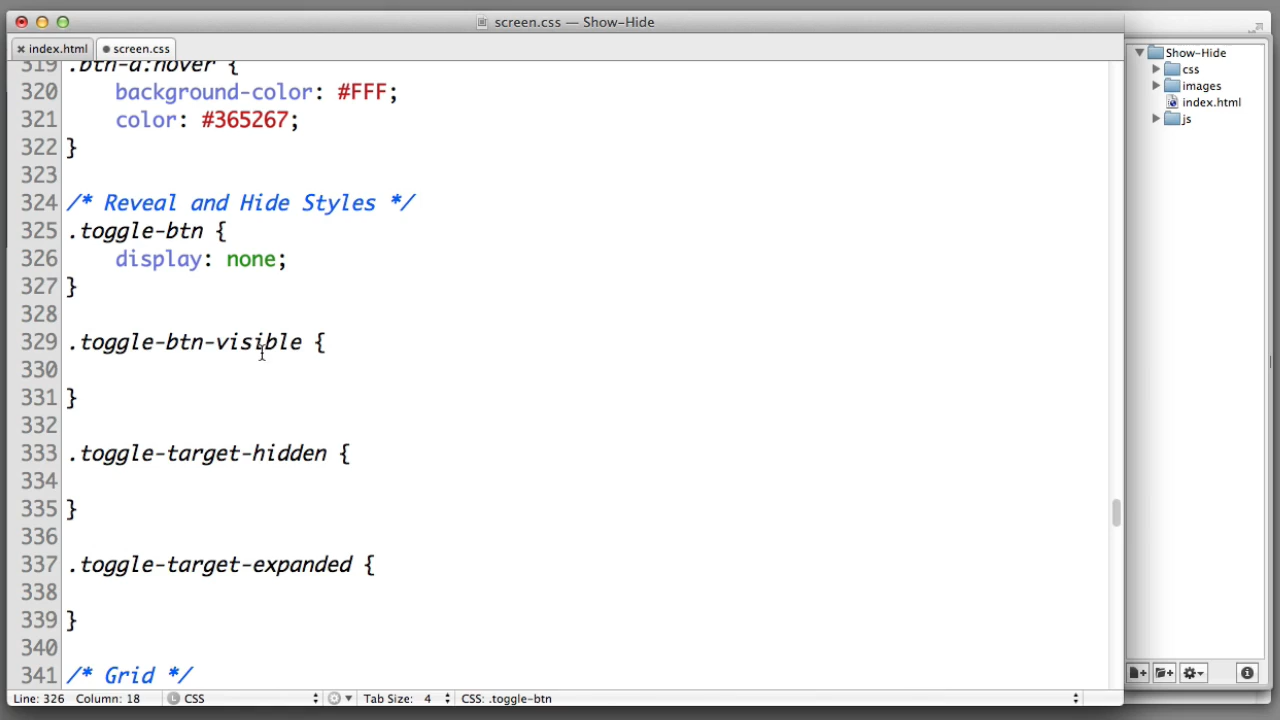 screen.css — Show-Hide
index.html
screen.css
Show-Hide
css
images
index.html
js
319 .btn-a:hover {
320 background-color: #FFF;
321 color: #365267;
322 }
323
324 /* Reveal and Hide Styles */
325 .toggle-btn {
326 display: none;
327 }
328
329 .toggle-btn-visible {
330
331 }
332
333 .toggle-target-hidden {
334
335 }
336
337 .toggle-target-expanded {
338
339 }
340
341 /* Grid */
Line: 326 Column: 18 L CSS Tab Size: 4 CSS: .toggle-btn